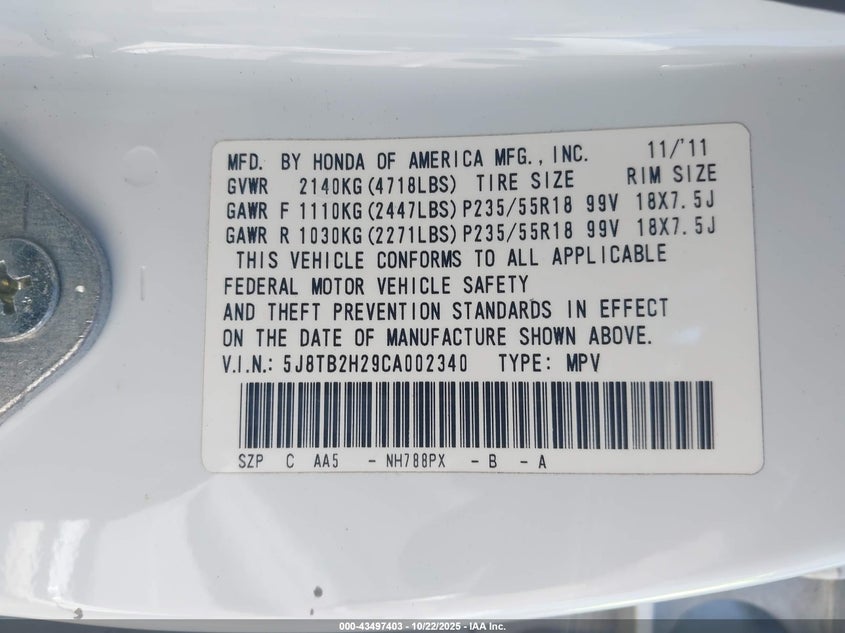 MFD. BY HONDA OF AMERICA MFG., INC. 11/'11
GVWR 2140KG(4718LBS) TIRE SIZE RIM SIZE
GAWR F 1110KG(2447LBS)P235/55R18 99V 18X7.5J
GAWR R 1030KG(2271LBS)P235/55R18 99V 18X7.5J
THIS VEHICLE CONFORMS TO ALL APPLICABLE
FEDERAL MOTOR VEHICLE SAFETY
AND THEFT PREVENTION STANDARDS IN EFFECT
ON THE DATE OF MANUFACTURE SHOWN ABOVE.
V.I.N.: 5J8TB2H29CA002340 TYPE: MPV
SZP C AA5 - NH788PX - B - A
000-43497403 - 10/22/2025 - IAA Inc.